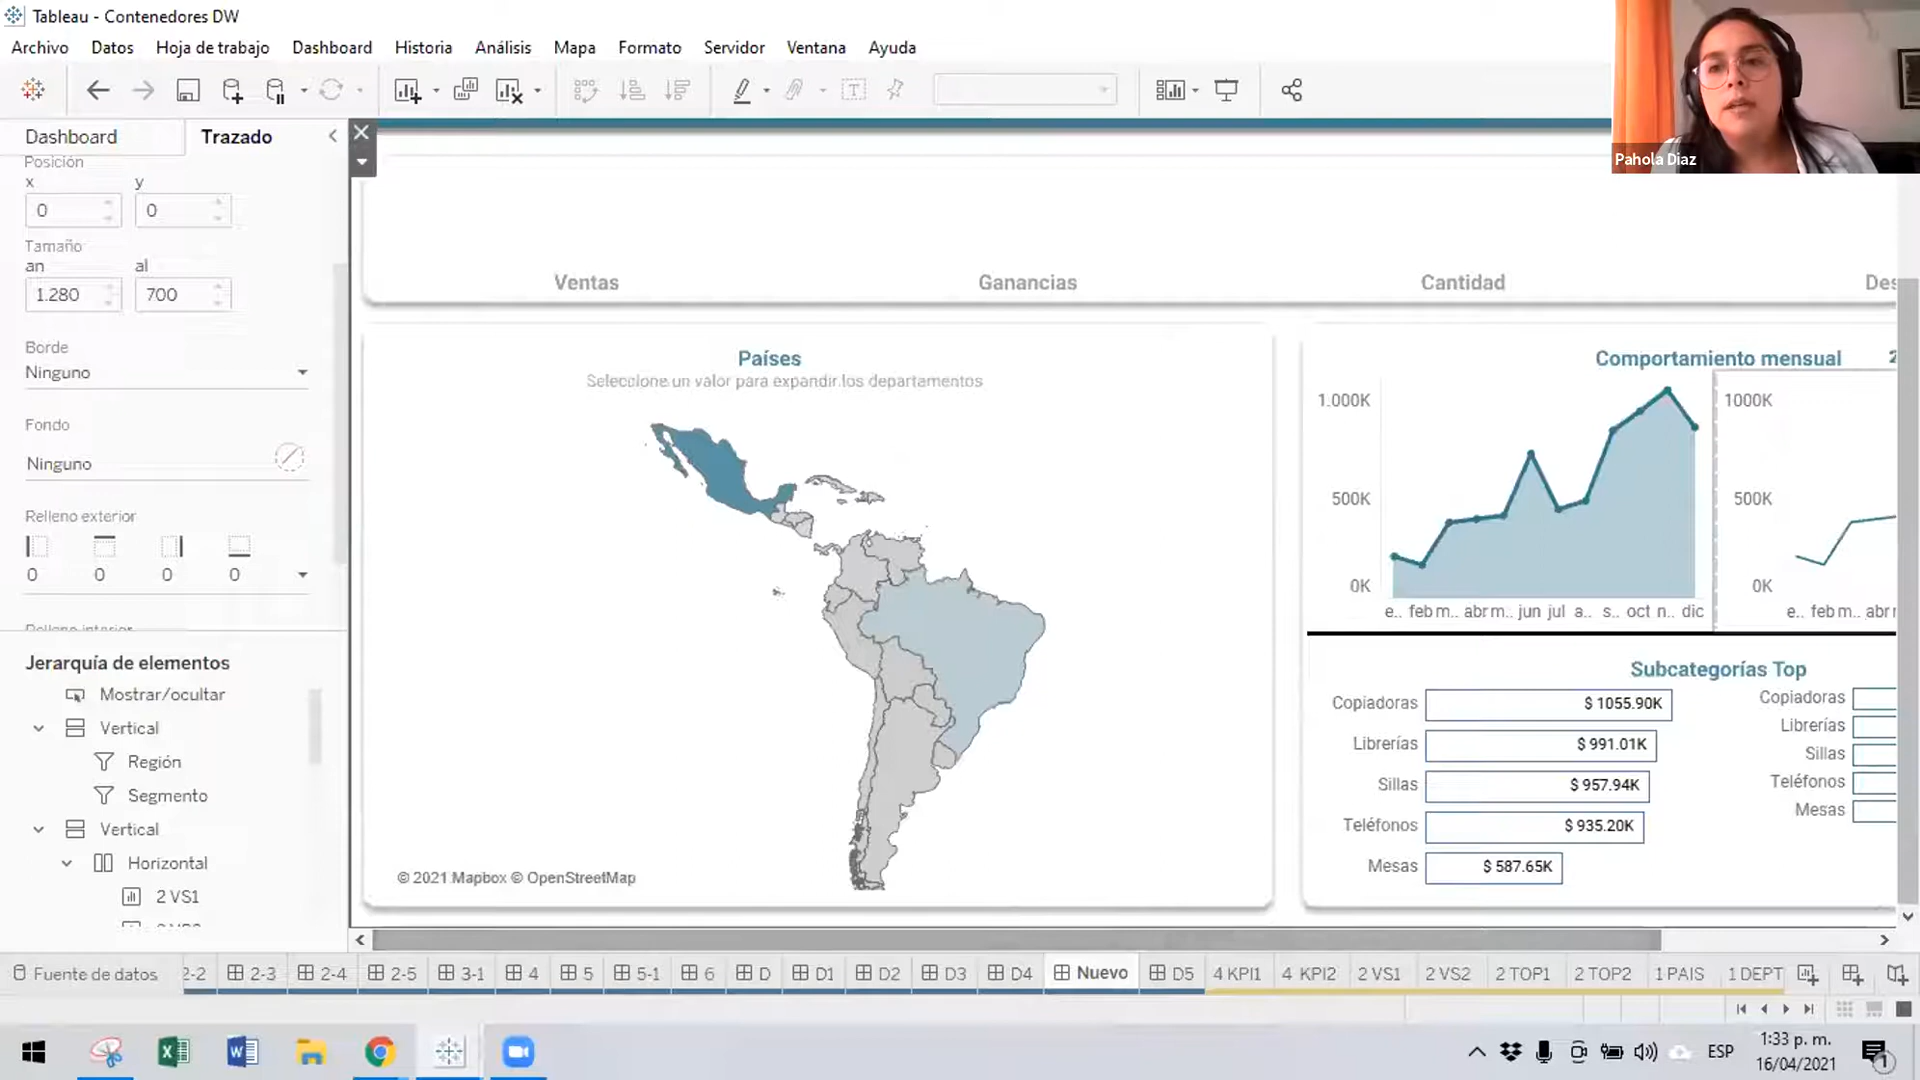 Tableau - Contenedores DW
Archivo Datos Hoja de trabajo Dashboard Historia Análisis Mapa Formato Servidor Ventana Ayuda
Pahola Diaz
Dashboard Trazado
Posición
x y
0 0
Tamaño
an al
1.280 700
Borde
Ninguno
Fondo
Ninguno
Relleno exterior
0 0 0 0
Relleno interior
Jerarquía de elementos
Mostrar/ocultar
Vertical
Región
Segmento
Vertical
Horizontal
2 VS1
Ventas Ganancias Cantidad Des
Países
Seleccione un valor para expandir los departamentos
© 2021 Mapbox © OpenStreetMap
Comportamiento mensual 2
1.000K
500K
0K
e.. feb m.. abr m.. jun jul a.. s.. oct n.. dic
1000K
500K
0K
e.. feb m.. abr
Subcategorías Top
Copiadoras $ 1055.90K
Librerías $ 991.01K
Sillas $ 957.94K
Teléfonos $ 935.20K
Mesas $ 587.65K
Copiadoras
Librerías
Sillas
Teléfonos
Mesas
Fuente de datos 2-2 2-3 2-4 2-5 3-1 4 5 5-1 6 D D1 D2 D3 D4 Nuevo D5 4 KPI1 4 KPI2 2 VS1 2 VS2 2 TOP1 2 TOP2 1 PAIS 1 DEPT
ESP
1:33 p. m.
16/04/2021
1